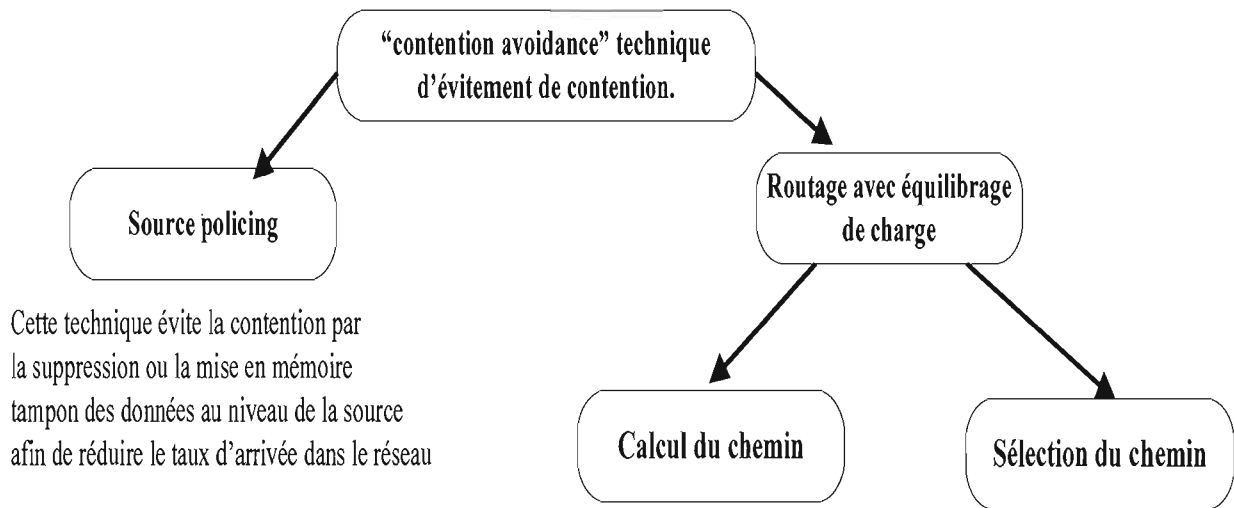 “contention avoidance” technique
d’évitement de contention.
Source policing
Routage avec équilibrage
de charge
Cette technique évite la contention par
la suppression ou la mise en mémoire
tampon des données au niveau de la source
afin de réduire le taux d’arrivée dans le réseau
Calcul du chemin
Sélection du chemin